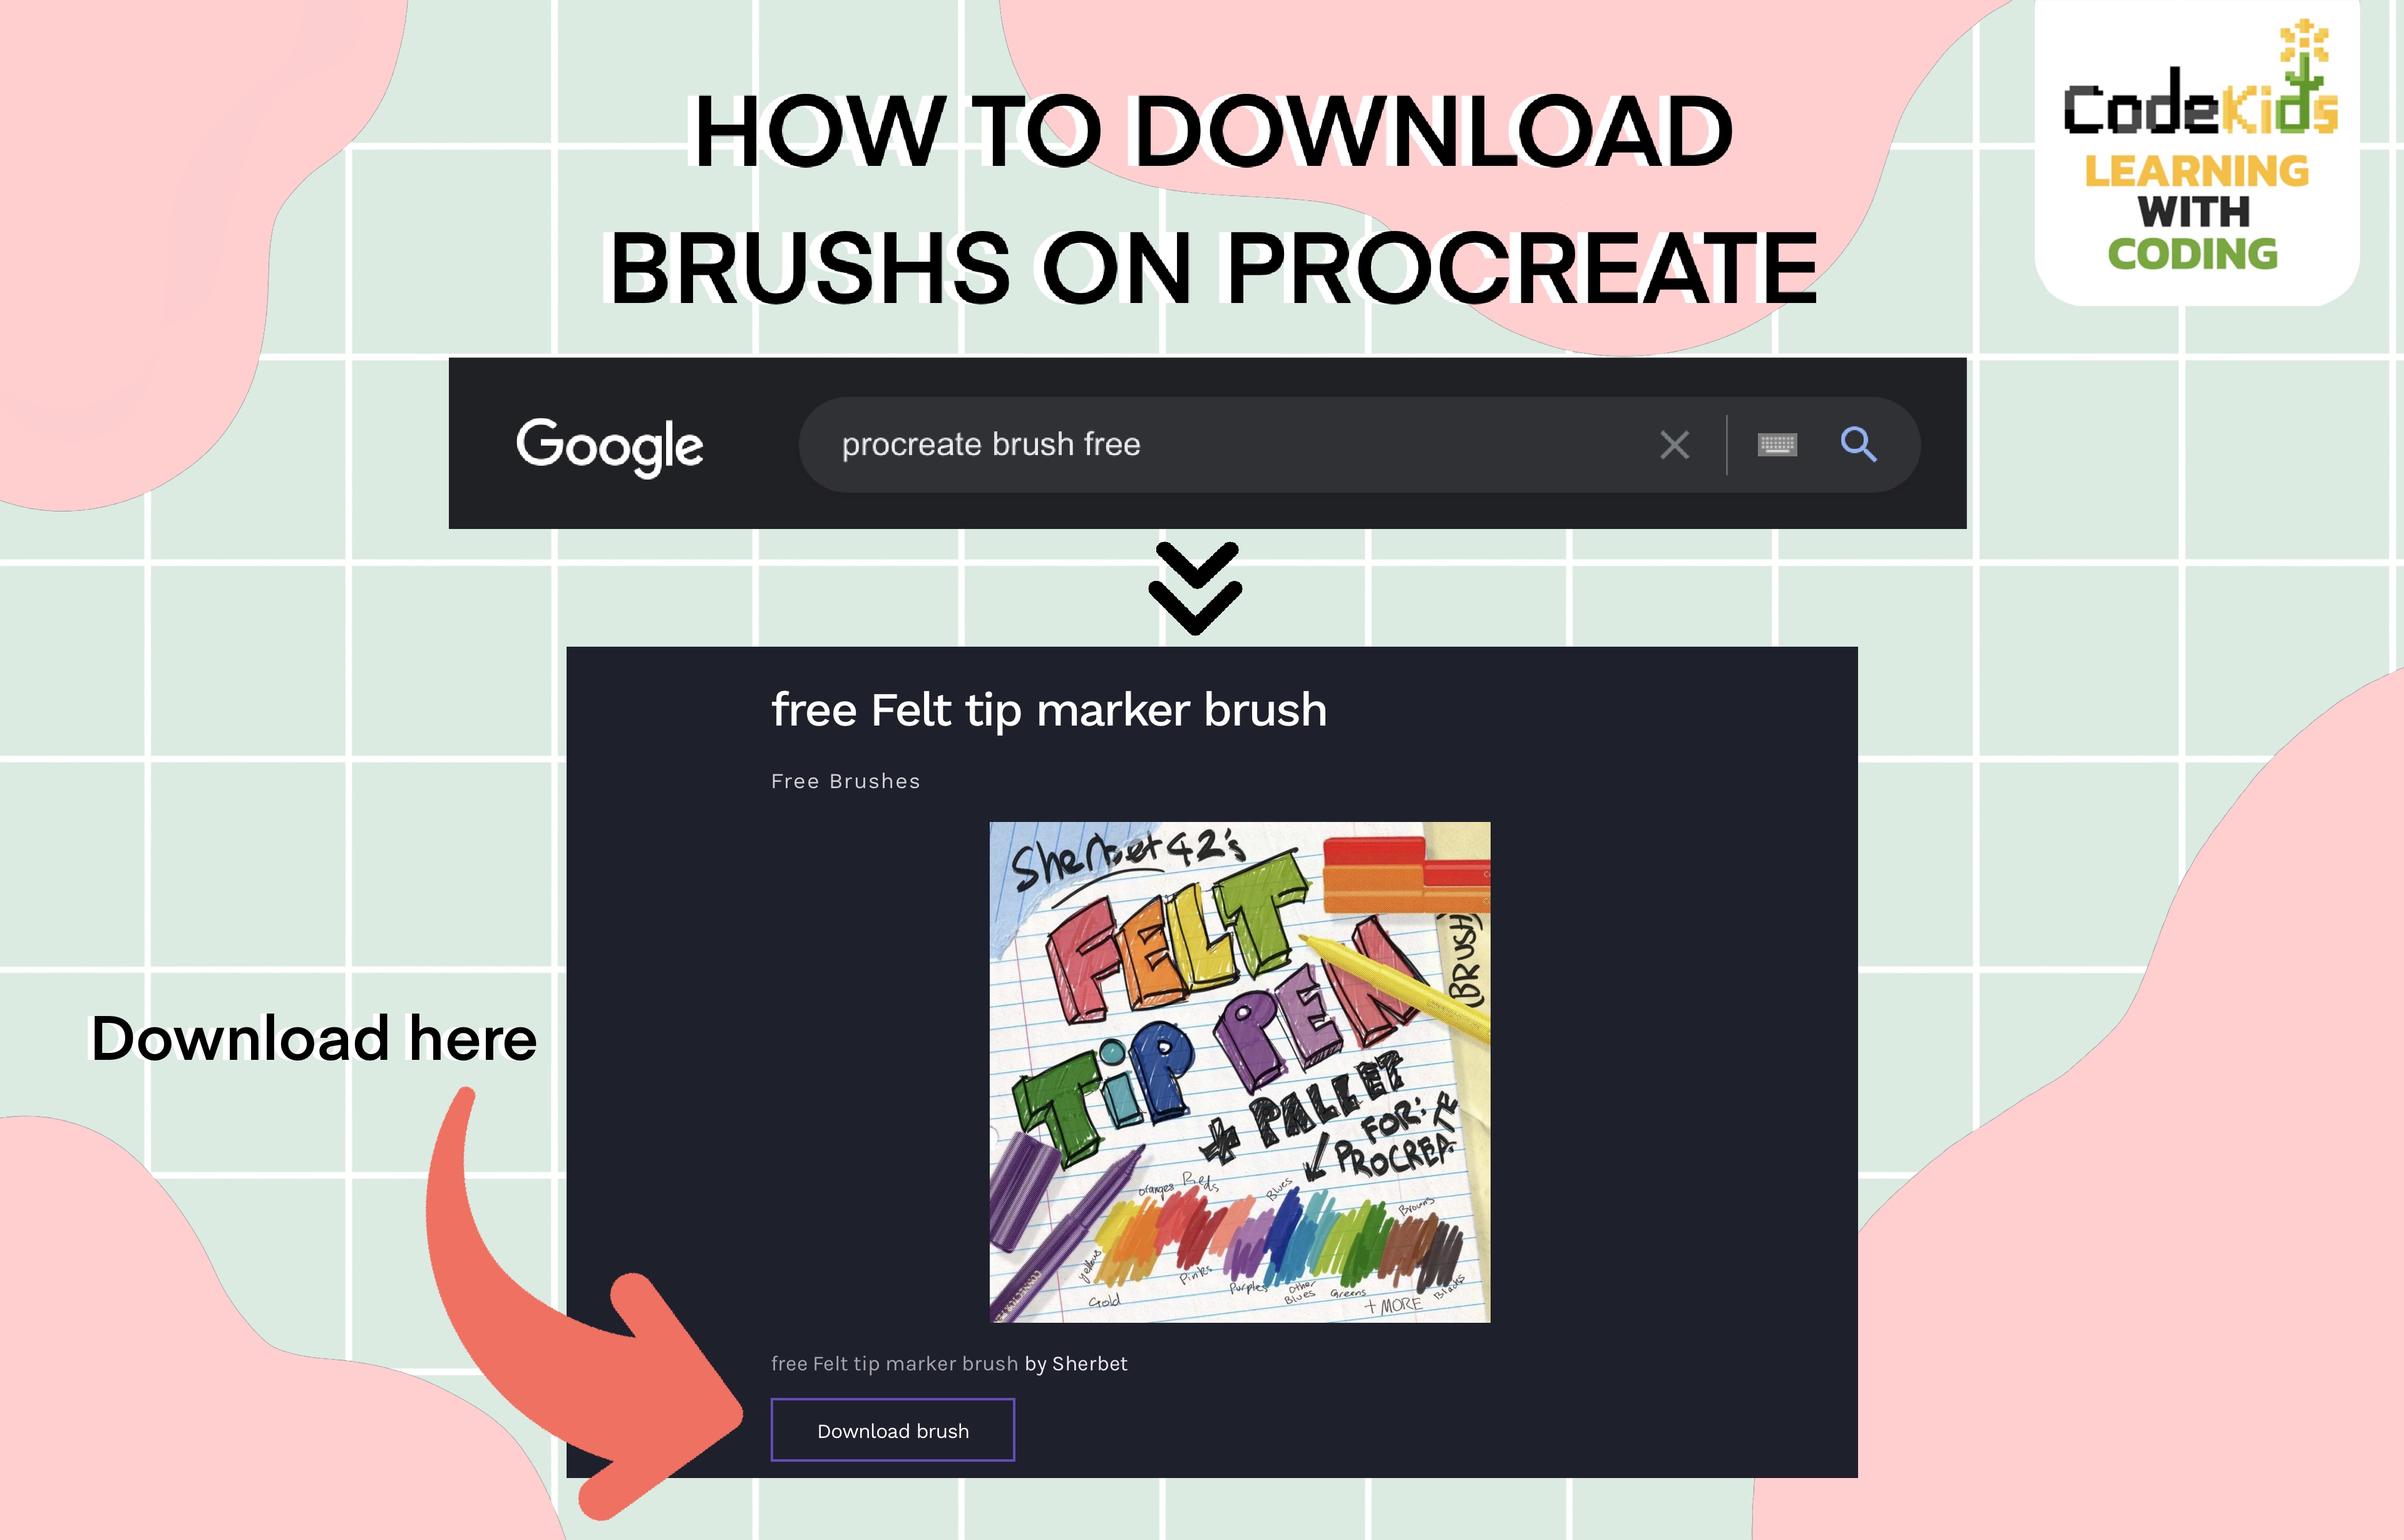 HOW TO DOWNLOAD
BRUSHS ON PROCREATE
CodeKids
LEARNING
WITH
CODING
Google
procreate brush free
free Felt tip marker brush
Free Brushes
Sherbet 42's
FELT
TiP PEN
(BRUSH)
+ PALLET
FOR:
PROCREATE
oranges
Reds
Blues
Browns
yellows
Pinks
Purples
Other
Blues
Greens
Blacks
Gold
+ MORE
Download here
free Felt tip marker brush by Sherbet
Download brush